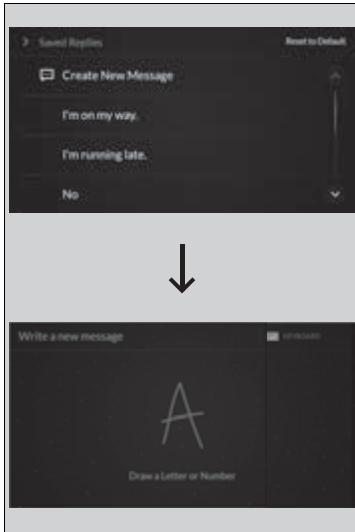 Saved Replies
Reset to Default
Create New Message
I'm on my way.
I'm running late.
No
Write a new message
KEYBOARD
A
Draw a Letter or Number